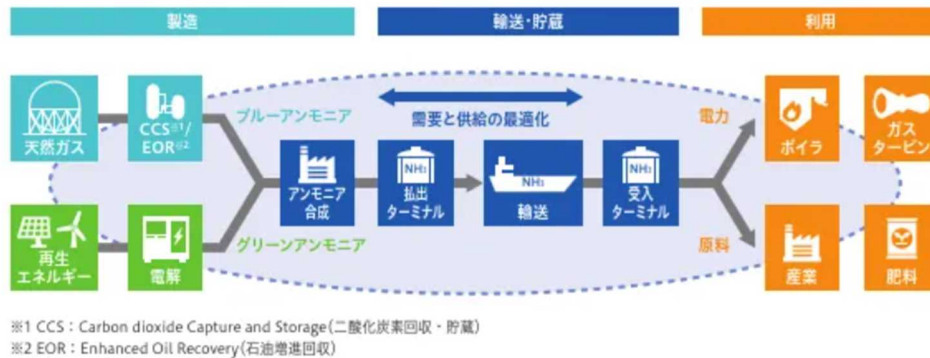 製造
輸送・貯蔵
利用
天然ガス
CCS※1/
EOR※2
ブルーアンモニア
需要と供給の最適化
電力
ボイラ
ガス
タービン
アンモニア
合成
NH₃
払出
ターミナル
NH₃
輸送
NH₃
受入
ターミナル
再生
エネルギー
電解
グリーンアンモニア
原料
産業
肥料
※1 CCS：Carbon dioxide Capture and Storage(二酸化炭素回収・貯蔵)
※2 EOR：Enhanced Oil Recovery(石油増進回収)